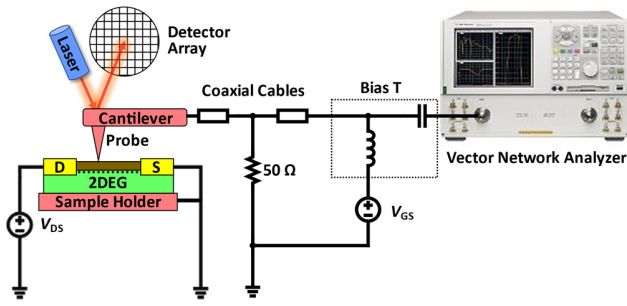 Laser
Detector
Array
Coaxial Cables
Bias T
Cantilever
Probe
Vector Network Analyzer
D
S
50 Ω
2DEG
Sample Holder
VDS
VGS